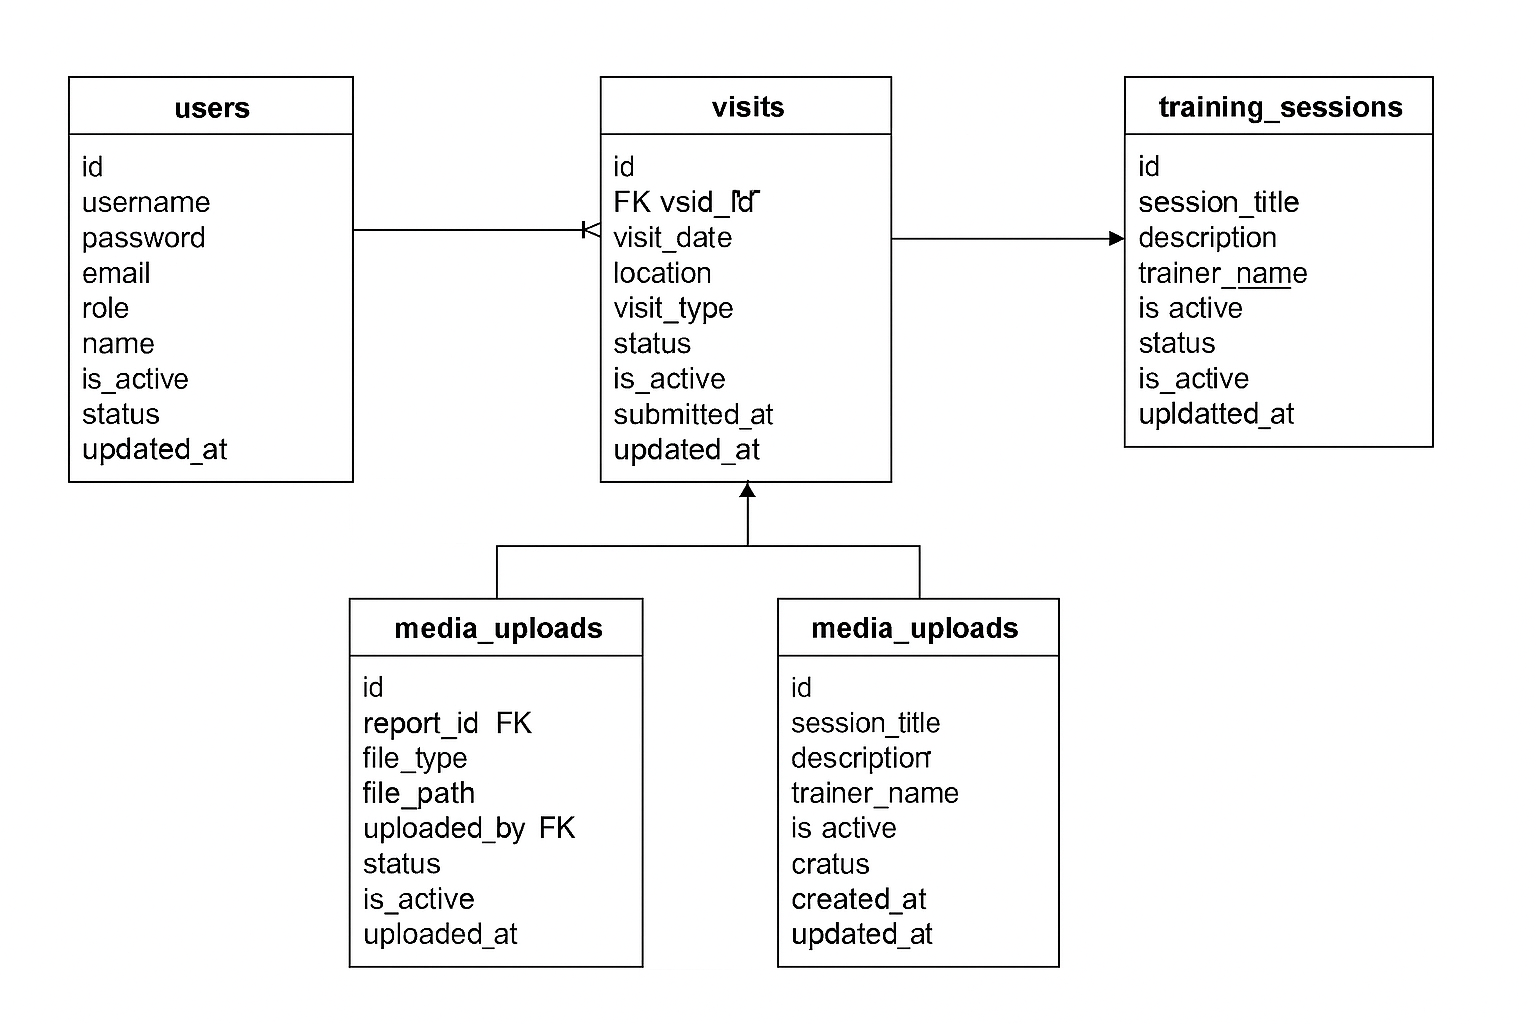 users
id
username
password
email
role
name
is_active
status
updated_at
visits
id
FK
visit_date
location
visit_type
status
is_active
submitted_at
updated_at
training_sessions
id
session_title
description
trainer_name
is active
status
is_active
upldatted_at
media_uploads
id
report_id FK
file_type
file_path
uploaded_by FK
status
is_active
uploaded_at
media_uploads
id
session_title
description
trainer_name
is active
cratus
created_at
updated_at